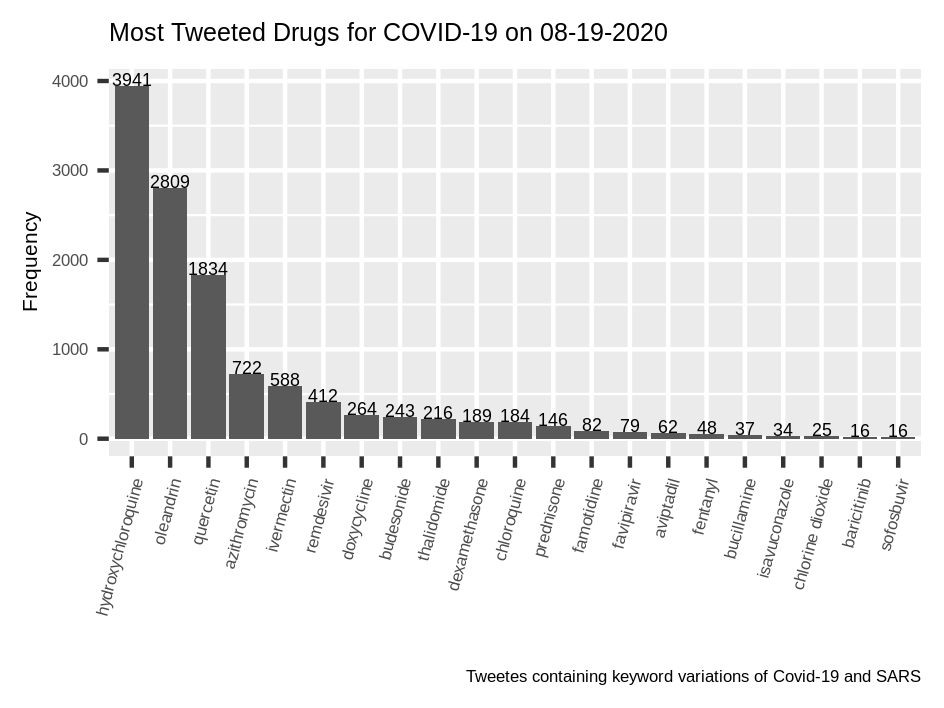 Most Tweeted Drugs for COVID-19 on 08-19-2020
Frequency
4000
3000
2000
1000
0
3941
2809
1834
722
588
412
264
243
216
189
184
146
82
79
62
48
37
34
25
16
16
hydroxychloroquine
oleandrin
quercetin
azithromycin
ivermectin
remdesivir
doxycycline
budesonide
thalidomide
dexamethasone
chloroquine
prednisone
famotidine
favipiravir
aviptadil
fentanyl
bucillamine
isavuconazole
chlorine dioxide
baricitinib
sofosbuvir
Tweetes containing keyword variations of Covid-19 and SARS